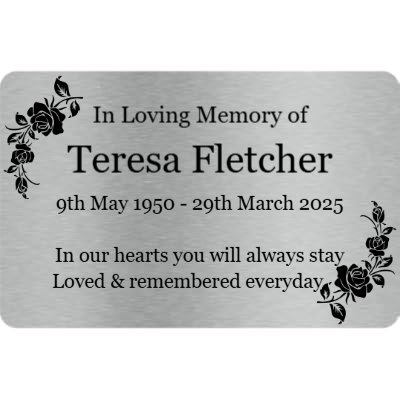 In Loving Memory of
Teresa Fletcher
9th May 1950 - 29th March 2025
In our hearts you will always stay
Loved & remembered everyday